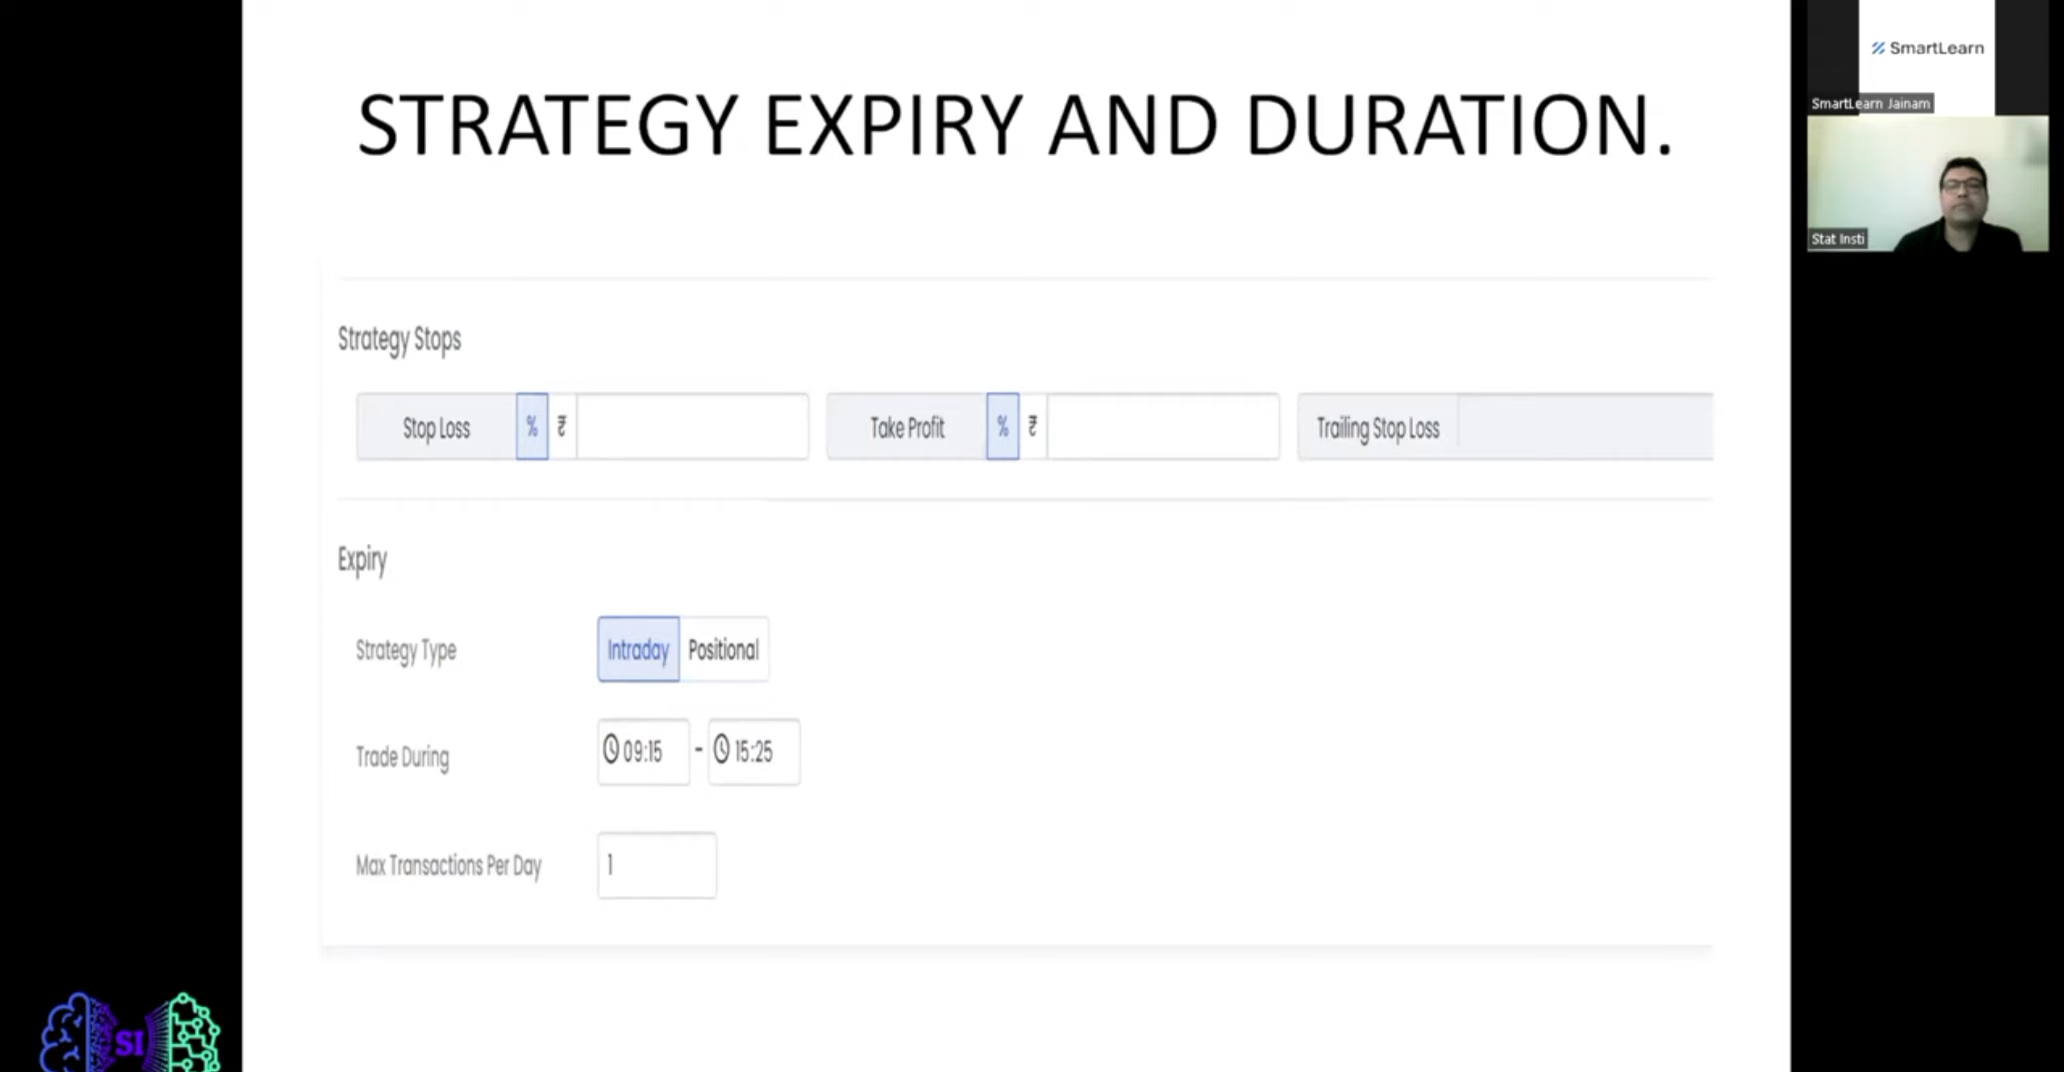 STRATEGY EXPIRY AND DURATION.
SmartLearn
SmartLearn Jainam
Stat Insti
Strategy Stops
Stop Loss % ₹
Take Profit % ₹
Trailing Stop Loss
Expiry
Strategy Type Intraday Positional
Trade During 09:15 - 15:25
Max Transactions Per Day 1
SI